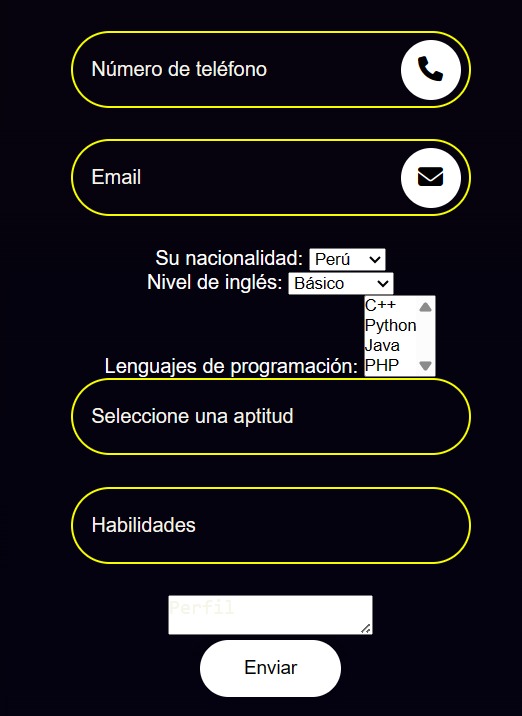 Número de teléfono
Email
Su nacionalidad: Perú
Nivel de inglés: Básico
C++
Python
Java
Lenguajes de programación: PHP
Seleccione una aptitud
Habilidades
Perfil
Enviar